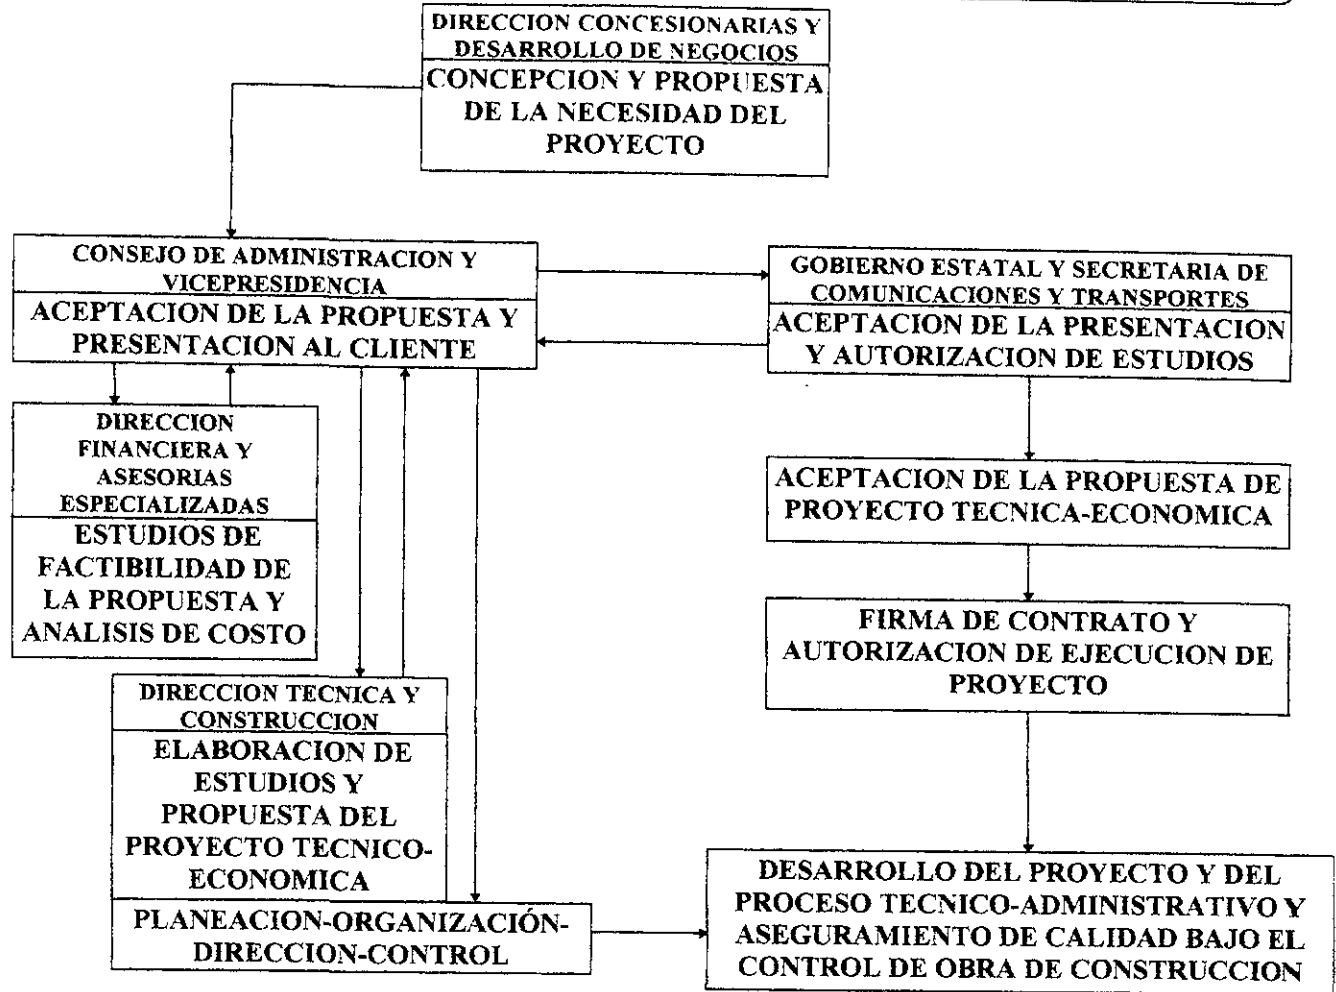 DIRECCION CONCESIONARIAS Y
DESARROLLO DE NEGOCIOS
CONCEPCION Y PROPUESTA
DE LA NECESIDAD DEL
PROYECTO
CONSEJO DE ADMINISTRACION Y
VICEPRESIDENCIA
ACEPTACION DE LA PROPUESTA Y
PRESENTACION AL CLIENTE
GOBIERNO ESTATAL Y SECRETARIA DE
COMUNICACIONES Y TRANSPORTES
ACEPTACION DE LA PRESENTACION
Y AUTORIZACION DE ESTUDIOS
DIRECCION
FINANCIERA Y
ASESORIAS
ESPECIALIZADAS
ESTUDIOS DE
FACTIBILIDAD DE
LA PROPUESTA Y
ANALISIS DE COSTO
ACEPTACION DE LA PROPUESTA DE
PROYECTO TECNICA-ECONOMICA
FIRMA DE CONTRATO Y
AUTORIZACION DE EJECUCION DE
PROYECTO
DIRECCION TECNICA Y
CONSTRUCCION
ELABORACION DE
ESTUDIOS Y
PROPUESTA DEL
PROYECTO TECNICO-
ECONOMICA
PLANEACION-ORGANIZACIÓN-
DIRECCION-CONTROL
DESARROLLO DEL PROYECTO Y DEL
PROCESO TECNICO-ADMINISTRATIVO Y
ASEGURAMIENTO DE CALIDAD BAJO EL
CONTROL DE OBRA DE CONSTRUCCION